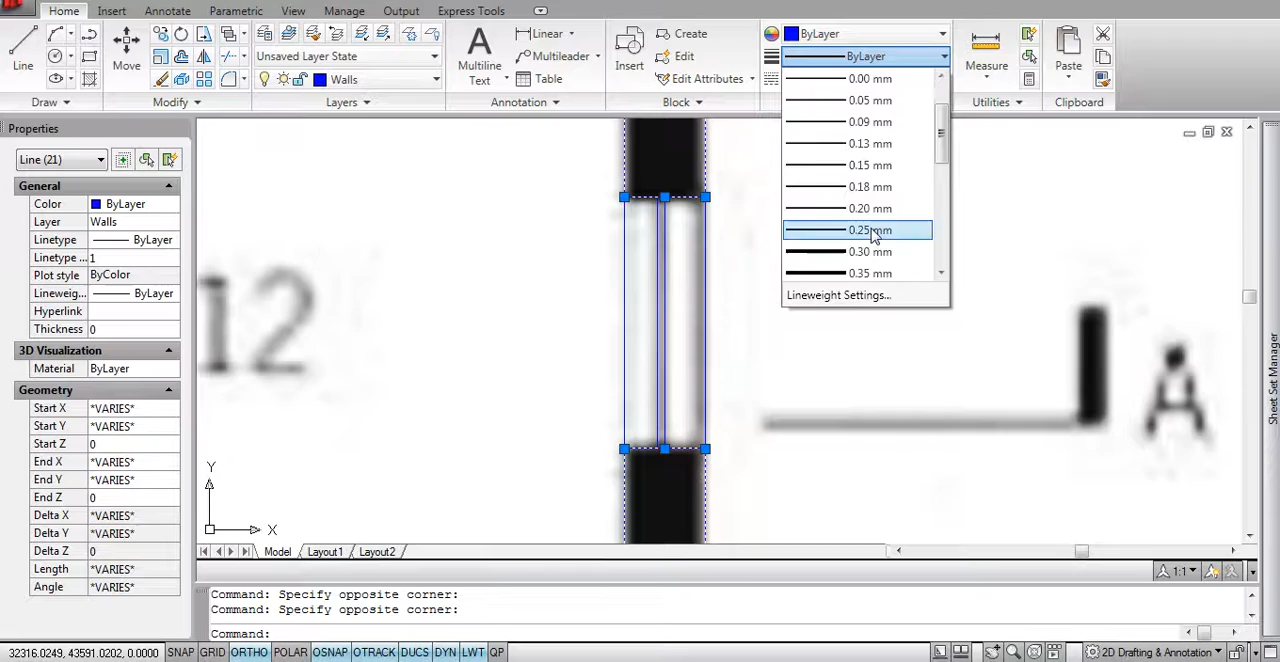 Home Insert Annotate Parametric View Manage Output Express Tools
Line
Move
Unsaved Layer State
Walls
Multiline Text
Linear
Multileader
Table
Insert
Create
Edit
Edit Attributes
ByLayer
ByLayer
Measure
Paste
Draw Modify Layers Annotation Block Utilities Clipboard
0.00 mm
0.05 mm
0.09 mm
0.13 mm
0.15 mm
0.18 mm
0.20 mm
0.25 mm
0.30 mm
0.35 mm
Lineweight Settings...
Properties
Line (21)
General
Color ByLayer
Layer Walls
Linetype ByLayer
Linetype ... 1
Plot style ByColor
Lineweig... ByLayer
Hyperlink
Thickness 0
3D Visualization
Material ByLayer
Geometry
Start X *VARIES*
Start Y *VARIES*
Start Z 0
End X *VARIES*
End Y *VARIES*
End Z 0
Delta X *VARIES*
Delta Y *VARIES*
Delta Z 0
Length *VARIES*
Angle *VARIES*
12
A
Y
X
Sheet Set Manager
Model Layout1 Layout2
1:1
Command: Specify opposite corner:
Command: Specify opposite corner:
Command:
32316.0249, 43591.0202, 0.0000 SNAP GRID ORTHO POLAR OSNAP OTRACK DUCS DYN LWT QP 2D Drafting & Annotation